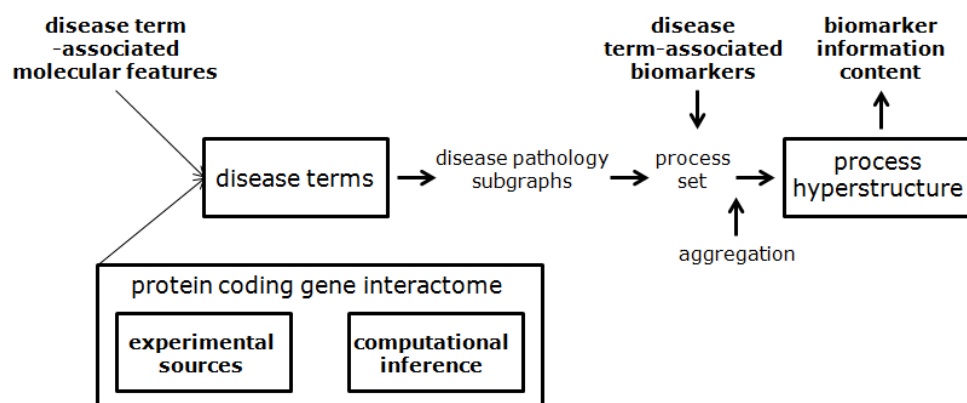 disease term
-associated
molecular features
disease
term-associated
biomarkers
biomarker
information
content
disease terms
disease pathology
subgraphs
process
set
process
hyperstructure
aggregation
protein coding gene interactome
experimental
sources
computational
inference